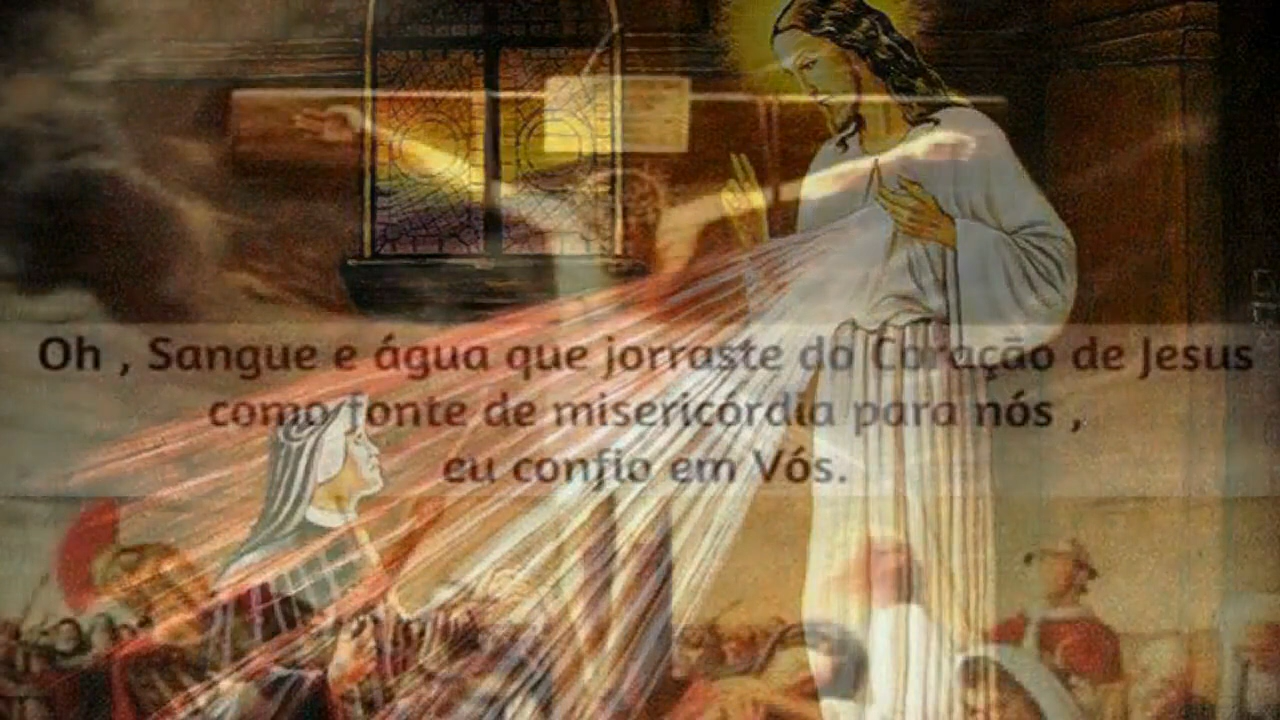 Oh , Sangue e água que jorraste do Coração de Jesus
como fonte de misericórdia para nós ,
eu confio em Vós.